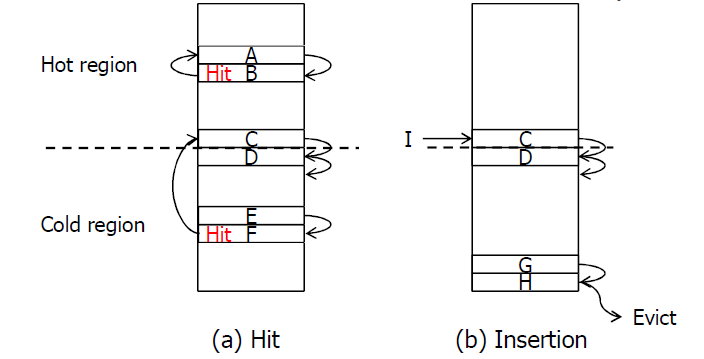 Hot region
A
Hit B
C
D
Cold region
E
Hit F
(a) Hit
I
C
D
G
H
Evict
(b) Insertion